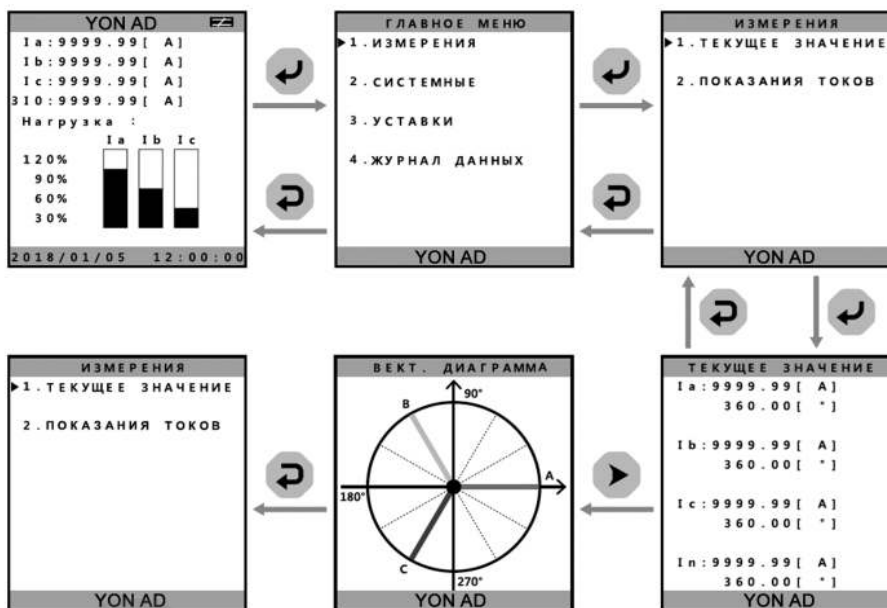 YON AD
Ia:9999.99[ A]
Ib:9999.99[ A]
Ic:9999.99[ A]
3I0:9999.99[ A]
Нагрузка :
Ia Ib Ic
120%
90%
60%
30%
2018/01/05 12:00:00
ГЛАВНОЕ МЕНЮ
1.ИЗМЕРЕНИЯ
2.СИСТЕМНЫЕ
3.УСТАВКИ
4.ЖУРНАЛ ДАННЫХ
YON AD
ИЗМЕРЕНИЯ
1.ТЕКУЩЕЕ ЗНАЧЕНИЕ
2.ПОКАЗАНИЯ ТОКОВ
YON AD
ИЗМЕРЕНИЯ
1.ТЕКУЩЕЕ ЗНАЧЕНИЕ
2.ПОКАЗАНИЯ ТОКОВ
YON AD
ВЕКТ. ДИАГРАММА
90°
B
A
180°
C
270°
YON AD
ТЕКУЩЕЕ ЗНАЧЕНИЕ
Ia:9999.99[ A]
360.00[ °]
Ib:9999.99[ A]
360.00[ °]
Ic:9999.99[ A]
360.00[ °]
In:9999.99[ A]
360.00[ °]
YON AD